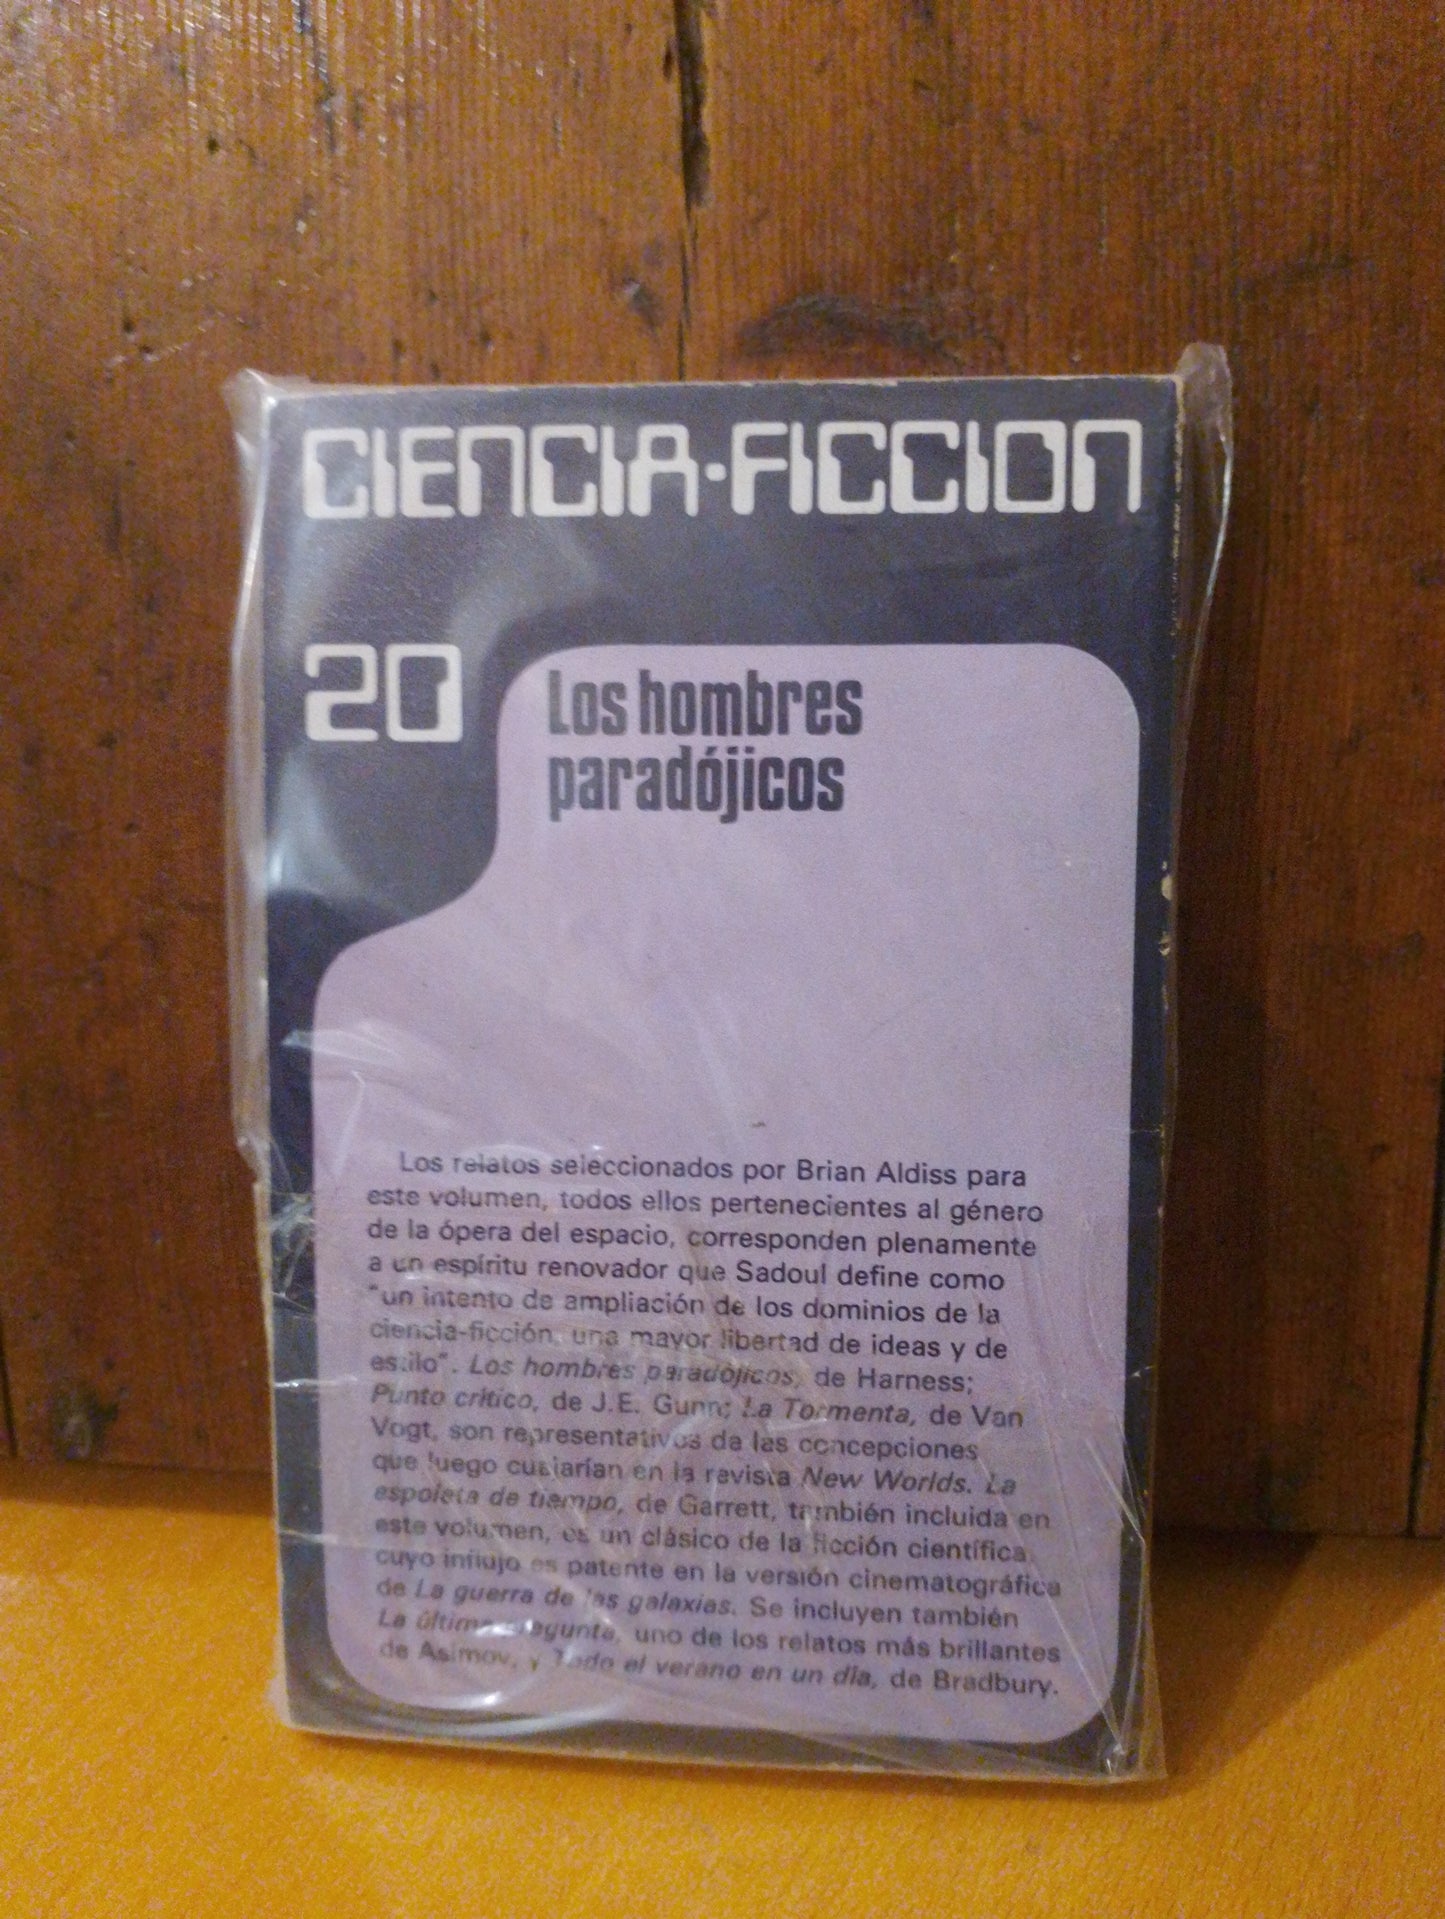 CIENCIA-FICCION
20
Los hombres
paradójicos
Los relatos seleccionados por Brian Aldiss para
este volumen, todos ellos pertenecientes al género
de la ópera del espacio, corresponden plenamente
a un espíritu renovador que Sadoul define como
"un intento de ampliación de los dominios de la
ciencia-ficción, una mayor libertad de ideas y de
estilo". Los hombres paradójicos, de Harness;
Punto crítico, de J.E. Gunn; La Tormenta, de Van
Vogt, son representativos de las concepciones
que luego cuajarían en la revista New Worlds. La
espoleta de tiempo, de Garrett, también incluida en
este volumen, es un clásico de la ficción científica,
cuyo influjo es patente en la versión cinematográfica
de La guerra de las galaxias. Se incluyen también
La última pregunta, uno de los relatos más brillantes
de Asimov, y Todo el verano en un día, de Bradbury.